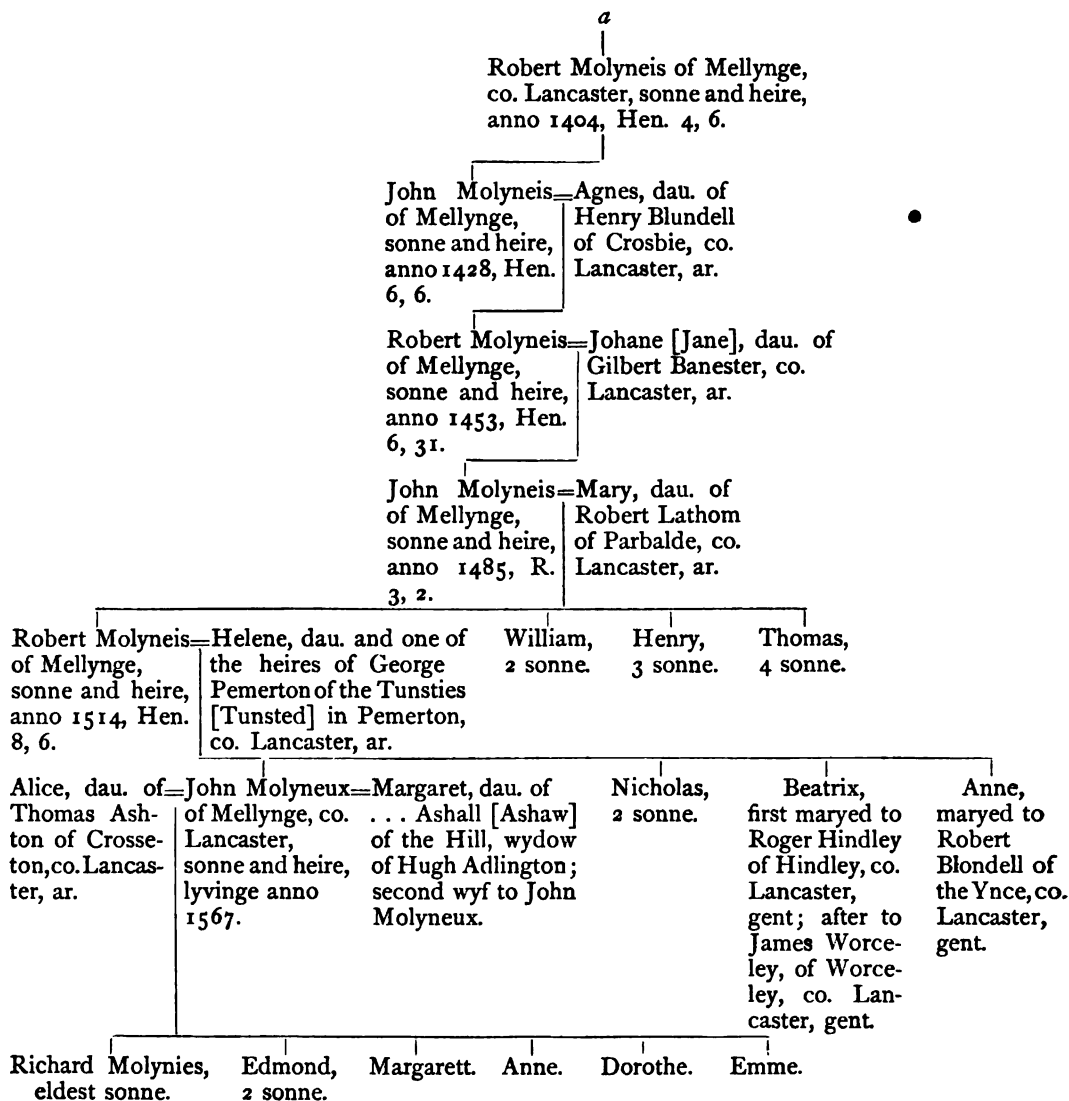 a
Robert Molyneis of Mellynge,
co. Lancaster, sonne and heire,
anno 1404, Hen. 4, 6.
John Molyneis=
of Mellynge,
sonne and heire,
anno 1428, Hen.
6, 6.
Agnes, dau. of
Henry Blundell
of Crosbie, co.
Lancaster, ar.
Robert Molyneis=
of Mellynge,
sonne and heire,
anno 1453, Hen.
6, 31.
Johane [Jane], dau. of
Gilbert Banester, co.
Lancaster, ar.
John Molyneis=
of Mellynge,
sonne and heire,
anno 1485, R.
3, 2.
Mary, dau. of
Robert Lathom
of Parbalde, co.
Lancaster, ar.
Robert Molyneis=
of Mellynge,
sonne and heire,
anno 1514, Hen.
8, 6.
Helene, dau. and one of
the heires of George
Pemerton of the Tunsties
[Tunsted] in Pemerton,
co. Lancaster, ar.
William,
2 sonne.
Henry,
3 sonne.
Thomas,
4 sonne.
Alice, dau. of=
Thomas Ash-
ton of Crosse-
ton, co. Lancas-
ter, ar.
John Molyneux=
of Mellynge, co.
Lancaster,
sonne and heire,
lyvinge anno
1567.
Margaret, dau. of
. . . Ashall [Ashaw]
of the Hill, wydow
of Hugh Adlington;
second wyf to John
Molyneux.
Nicholas,
2 sonne.
Beatrix,
first maryed to
Roger Hindley
of Hindley, co.
Lancaster,
gent; after to
James Worce-
ley, of Worce-
ley, co. Lan-
caster, gent.
Anne,
maryed to
Robert
Blondell of
the Ynce, co.
Lancaster,
gent.
Richard Molynies,
eldest sonne.
Edmond,
2 sonne.
Margarett.
Anne.
Dorothe.
Emme.